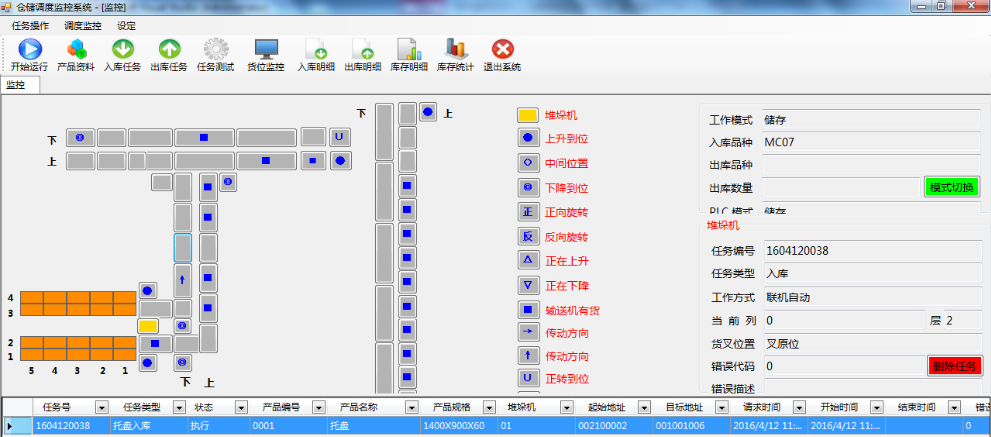 仓储调度监控系统 - [监控]
任务操作 调度监控 设定
开始运行 产品资料 入库任务 出库任务 任务测试 货位监控 入库明细 出库明细 库存明细 库存统计 退出系统
监控
下 上
下
上
下 上
4
3
2
1
5 4 3 2 1
U
堆垛机
上升到位
中间位置
下降到位
正 正向旋转
反 反向旋转
正在上升
正在下降
输送机有货
传动方向
传动方向
U 正转到位
工作模式 储存
入库品种 MC07
出库品种
出库数量 模式切换
PLC 模式 储存
堆垛机
任务编号 1604120038
任务类型 入库
工作方式 联机自动
当 前 列 0 层 2
货叉位置 叉原位
错误代码 0 删除任务
错误描述
任务号 任务类型 状态 产品编号 产品名称 产品规格 堆垛机 起始地址 目标地址 请求时间 开始时间 结束时间
1604120038 托盘入库 执行 0001 托盘 1400X900X60 01 002100002 001001006 2016/4/12 11:... 2016/4/12 11:... 0